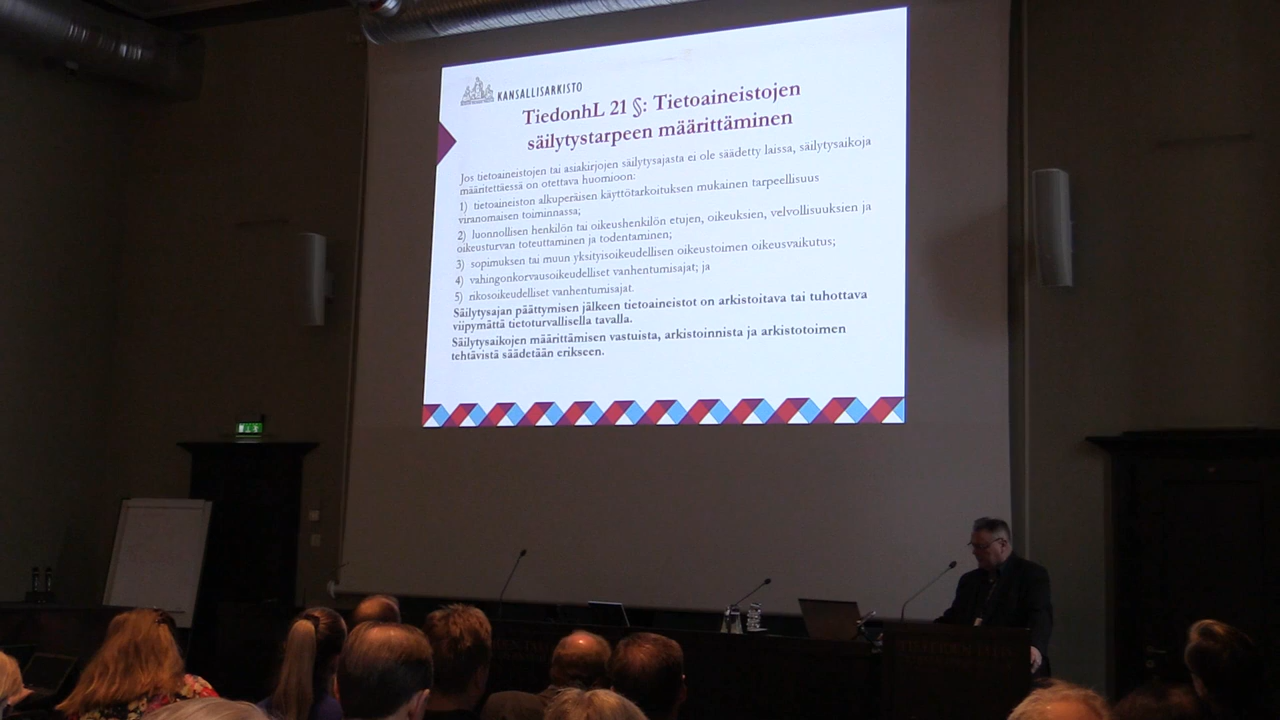 KANSALLISARKISTO
TiedonhL 21 §: Tietoaineistojen
säilytystarpeen määrittäminen
Jos tietoaineistojen tai asiakirjojen säilytysajasta ei ole säädetty laissa, säilytysaikoja
määritettäessä on otettava huomioon:
1) tietoaineiston alkuperäisen käyttötarkoituksen mukainen tarpeellisuus
viranomaisen toiminnassa;
2) luonnollisen henkilön tai oikeushenkilön etujen, oikeuksien, velvollisuuksien ja
oikeusturvan toteuttaminen ja todentaminen;
3) sopimuksen tai muun yksityisoikeudellisen oikeustoimen oikeusvaikutus;
4) vahingonkorvausoikeudelliset vanhentumisajat; ja
5) rikosoikeudelliset vanhentumisajat.
Säilytysajan päättymisen jälkeen tietoaineistot on arkistoitava tai tuhottava
viipymättä tietoturvallisella tavalla.
Säilytysaikojen määrittämisen vastuista, arkistoinnista ja arkistotoimen
tehtävistä säädetään erikseen.